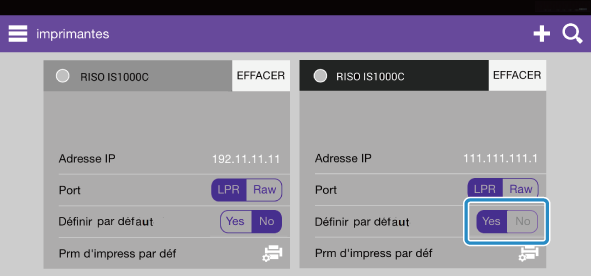 imprimantes
RISO IS1000C EFFACER
Adresse IP 192.11.11.11
Port LPR Raw
Définir par défaut Yes No
Prm d'impress par déf
RISO IS1000C EFFACER
Adresse IP 111.111.111.1
Port LPR Raw
Définir par défaut Yes No
Prm d'impress par déf